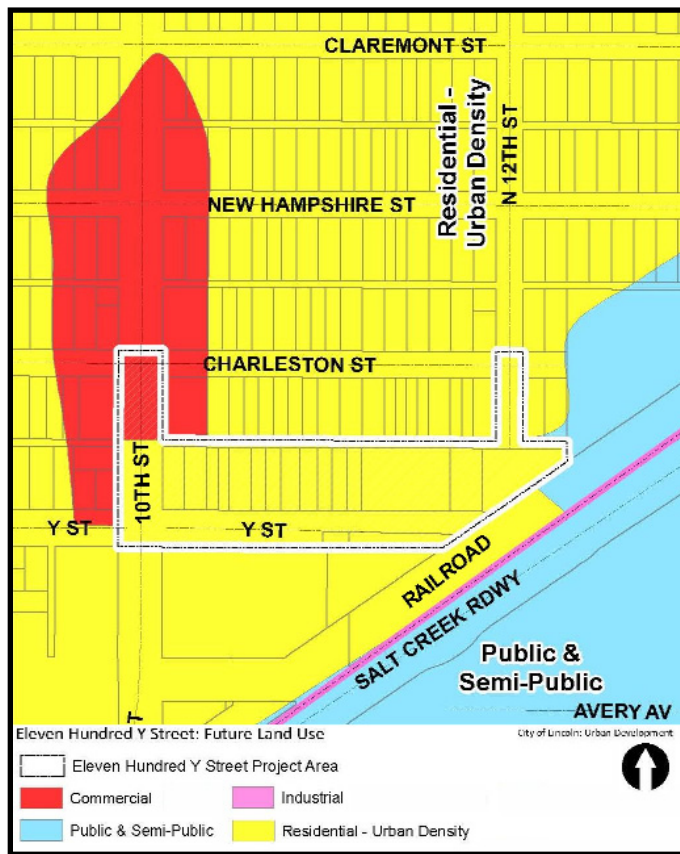 CLAREMONT ST
Residential -
Urban Density
N 12TH ST
NEW HAMPSHIRE ST
CHARLESTON ST
10TH ST
Y ST
Y ST
RAILROAD
SALT CREEK RDWY
Public &
Semi-Public
AVERY AV
T
Eleven Hundred Y Street: Future Land Use
City of Lincoln: Urban Development
Eleven Hundred Y Street Project Area
Commercial
Industrial
Public & Semi-Public
Residential - Urban Density